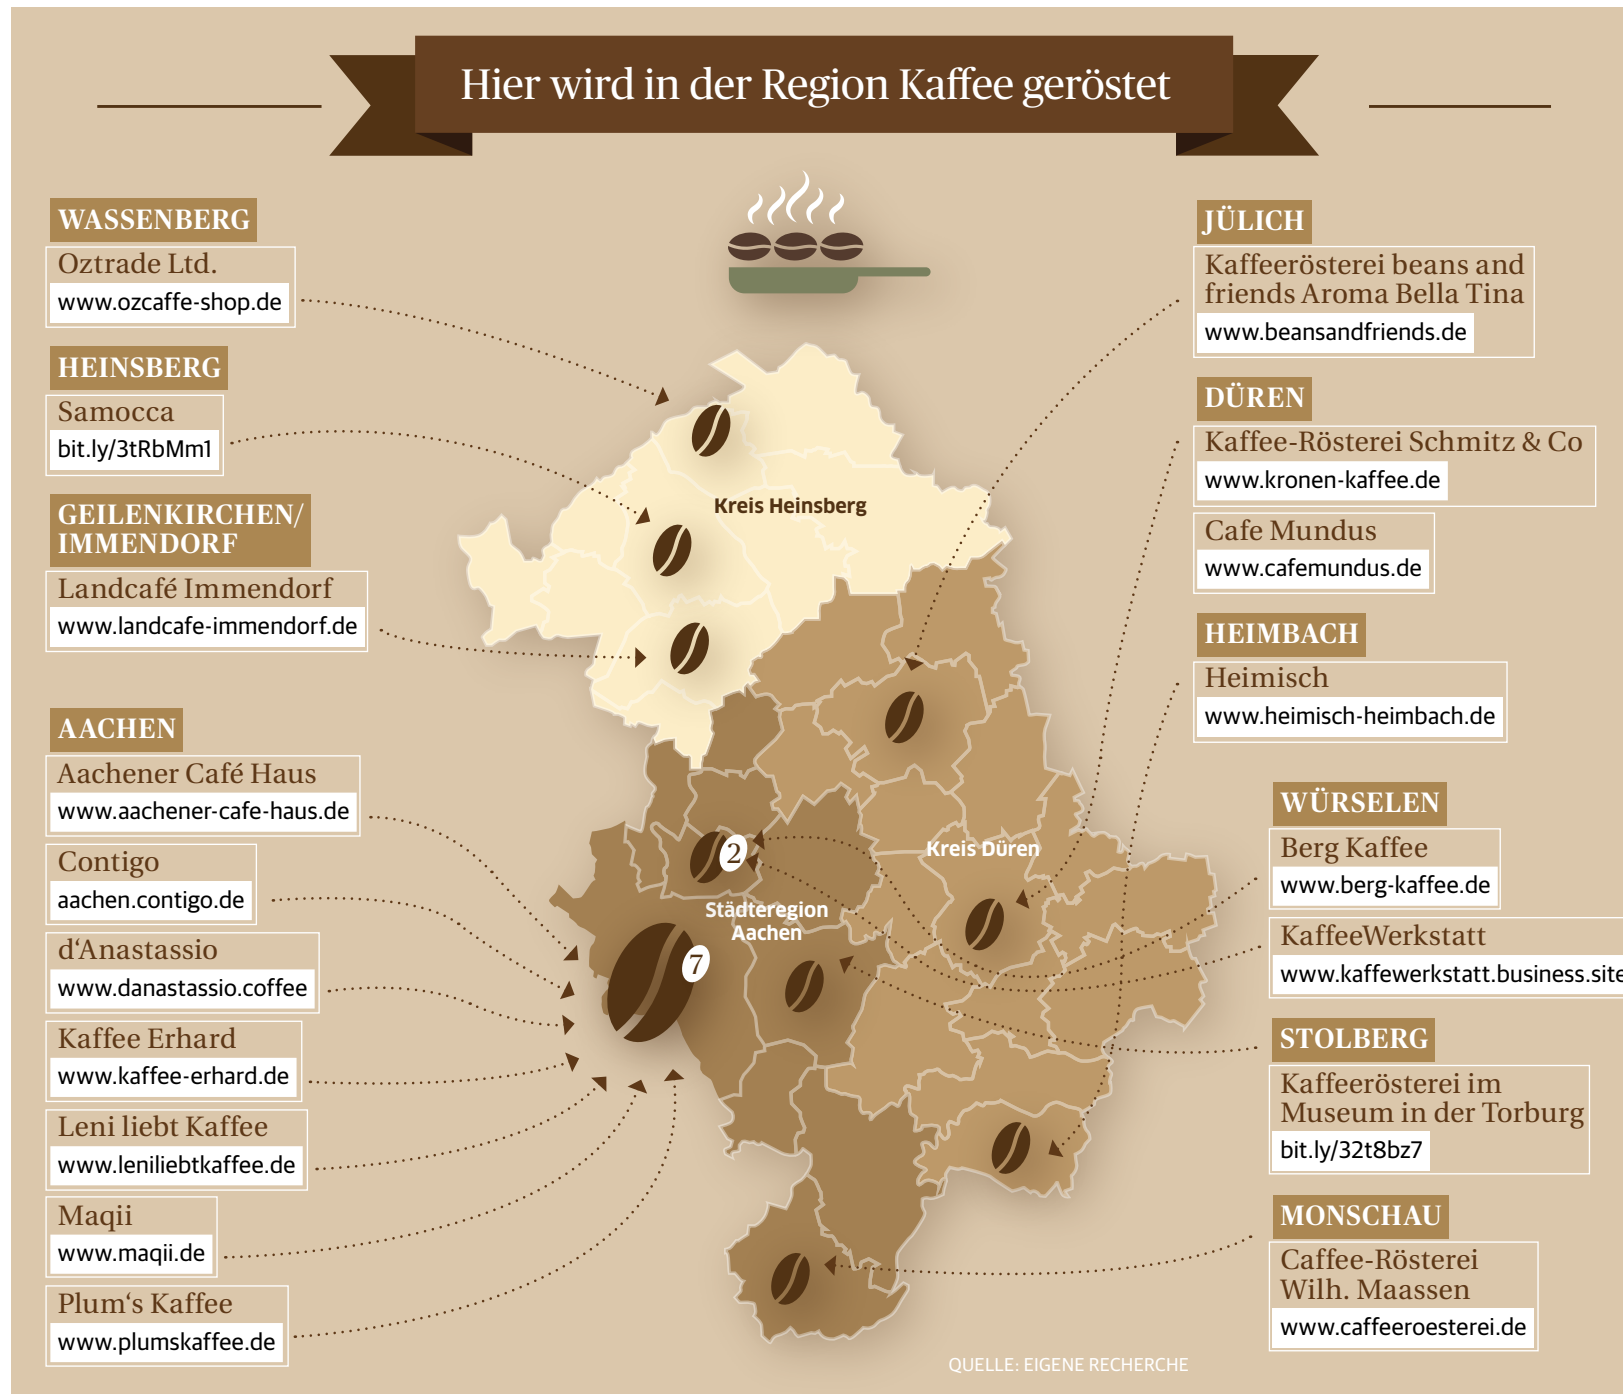 Hier wird in der Region Kaffee geröstet
WASSENBERG
Oztrade Ltd.
www.ozcaffe-shop.de
HEINSBERG
Samocca
bit.ly/3tRbMm1
GEILENKIRCHEN/
IMMENDORF
Landcafé Immendorf
www.landcafe-immendorf.de
AACHEN
Aachener Café Haus
www.aachener-cafe-haus.de
Contigo
aachen.contigo.de
d‘Anastassio
www.danastassio.coffee
Kaffee Erhard
www.kaffee-erhard.de
Leni liebt Kaffee
www.leniliebtkaffee.de
Maqii
www.maqii.de
Plum‘s Kaffee
www.plumskaffee.de
Kreis Heinsberg
2
Kreis Düren
Städteregion
Aachen
7
JÜLICH
Kaffeerösterei beans and
friends Aroma Bella Tina
www.beansandfriends.de
DÜREN
Kaffee-Rösterei Schmitz & Co
www.kronen-kaffee.de
Cafe Mundus
www.cafemundus.de
HEIMBACH
Heimisch
www.heimisch-heimbach.de
WÜRSELEN
Berg Kaffee
www.berg-kaffee.de
KaffeeWerkstatt
www.kaffewerkstatt.business.site
STOLBERG
Kaffeerösterei im
Museum in der Torburg
bit.ly/32t8bz7
MONSCHAU
Caffee-Rösterei
Wilh. Maassen
www.caffeeroesterei.de
QUELLE: EIGENE RECHERCHE